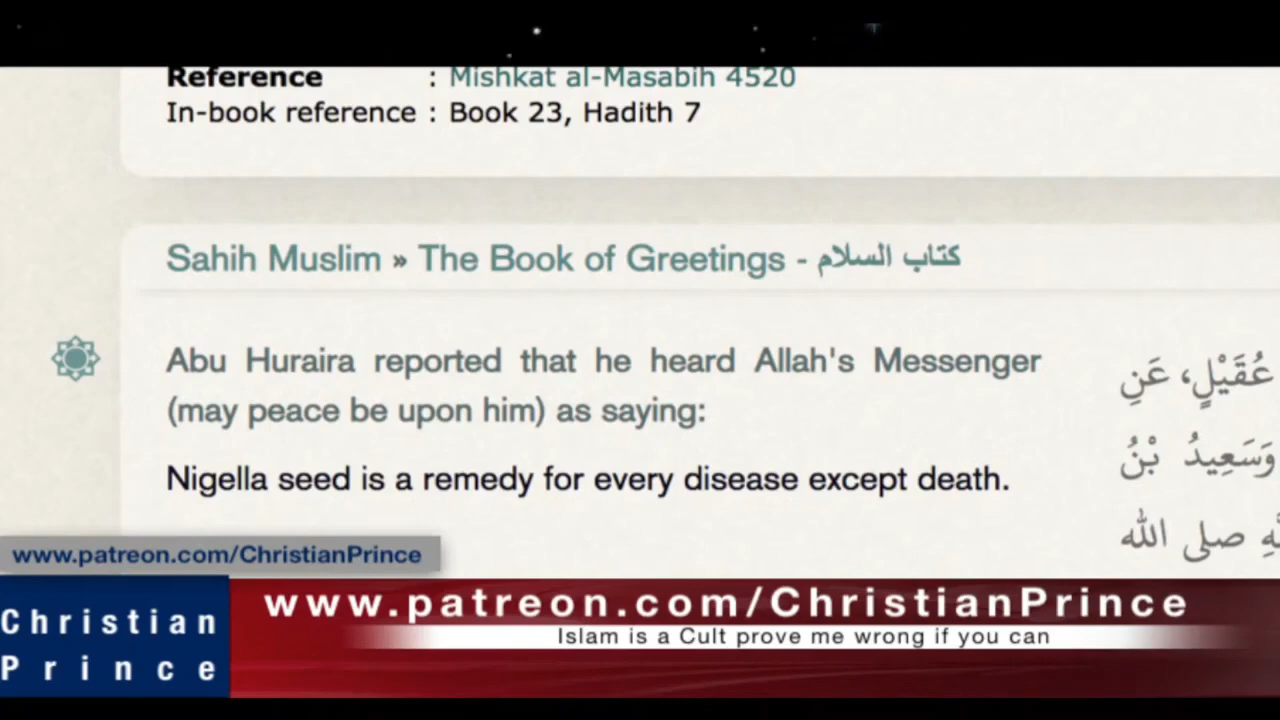 Reference : Mishkat al-Masabih 4520
In-book reference : Book 23, Hadith 7
Sahih Muslim » The Book of Greetings - كتاب السلام
Abu Huraira reported that he heard Allah's Messenger
(may peace be upon him) as saying:
Nigella seed is a remedy for every disease except death.
عُقَيْلٍ، عَنِ
وَسَعِيدُ بْنُ
صلى الله
www.patreon.com/ChristianPrince
Christian
Prince
www.patreon.com/ChristianPrince
Islam is a Cult prove me wrong if you can